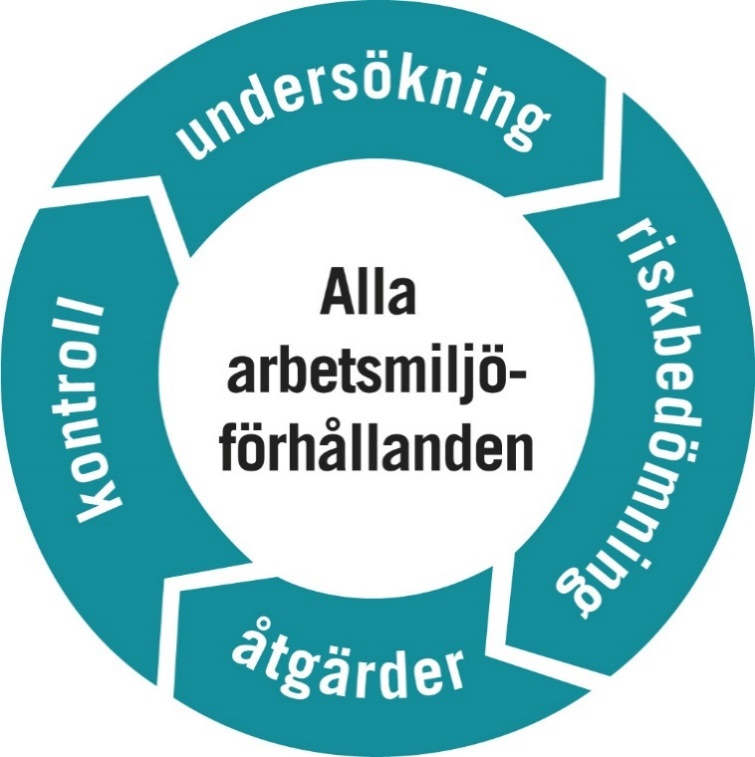 undersökning
riskbedömning
åtgärder
kontroll
Alla
arbetsmiljö-
förhållanden